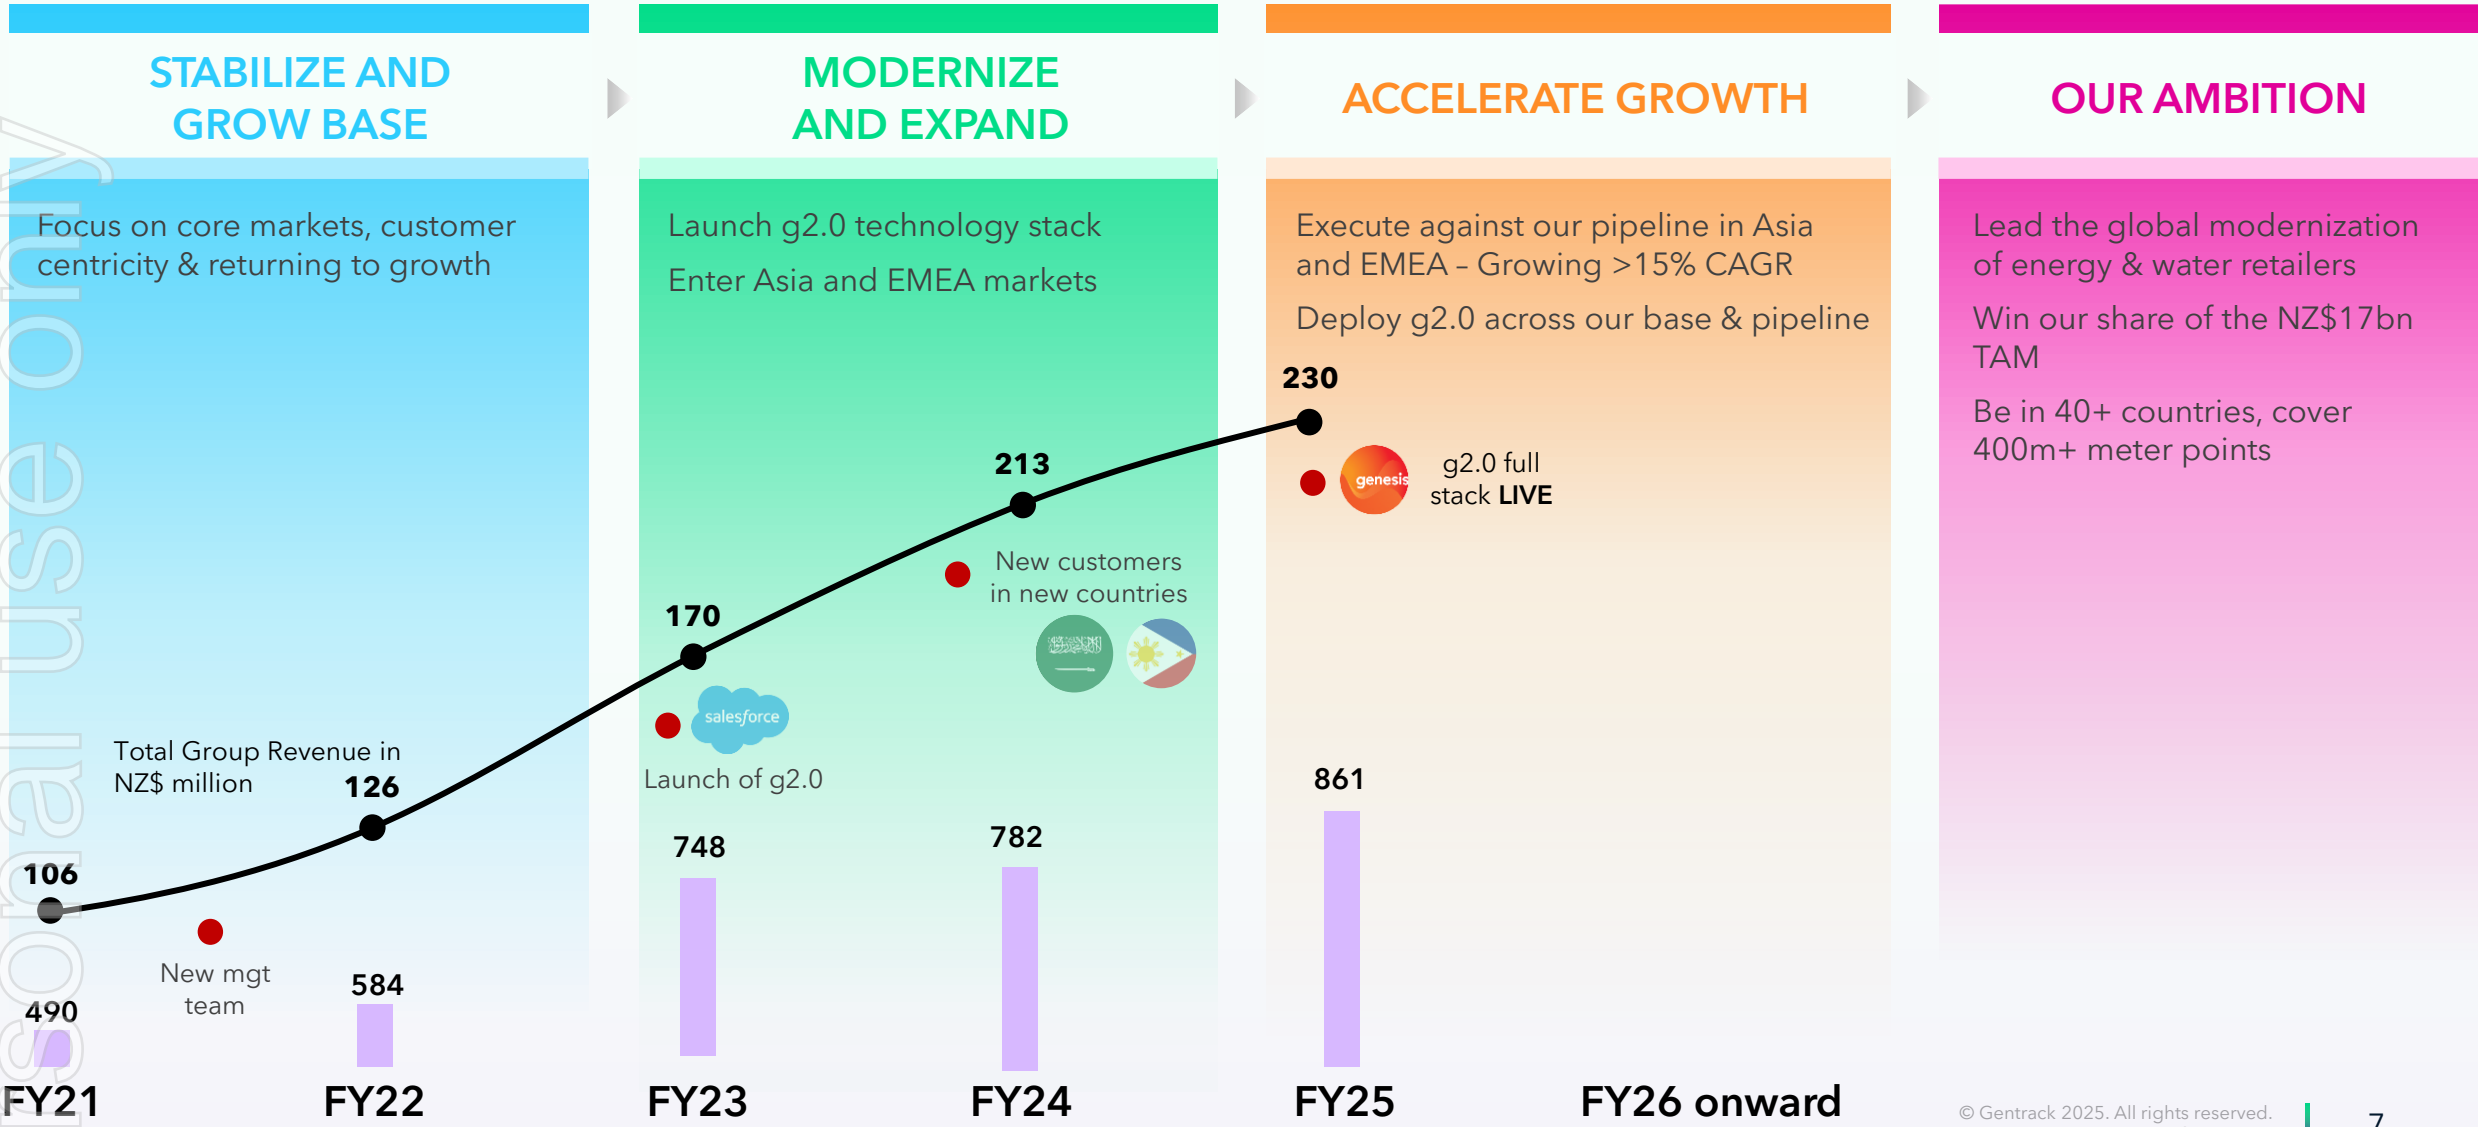 STABILIZE AND
GROW BASE
MODERNIZE
AND EXPAND
ACCELERATE GROWTH
OUR AMBITION
Focus on core markets, customer
centricity & returning to growth
Launch g2.0 technology stack
Enter Asia and EMEA markets
Execute against our pipeline in Asia
and EMEA – Growing >15% CAGR
Deploy g2.0 across our base & pipeline
Lead the global modernization
of energy & water retailers
Win our share of the NZ$17bn
TAM
Be in 40+ countries, cover
400m+ meter points
230
genesis
g2.0 full
stack LIVE
213
New customers
in new countries
170
salesforce
Launch of g2.0
Total Group Revenue in
NZ$ million
126
106
New mgt
team
490
584
748
782
861
FY21
FY22
FY23
FY24
FY25
FY26 onward
© Gentrack 2025. All rights reserved.
7
sonal use only